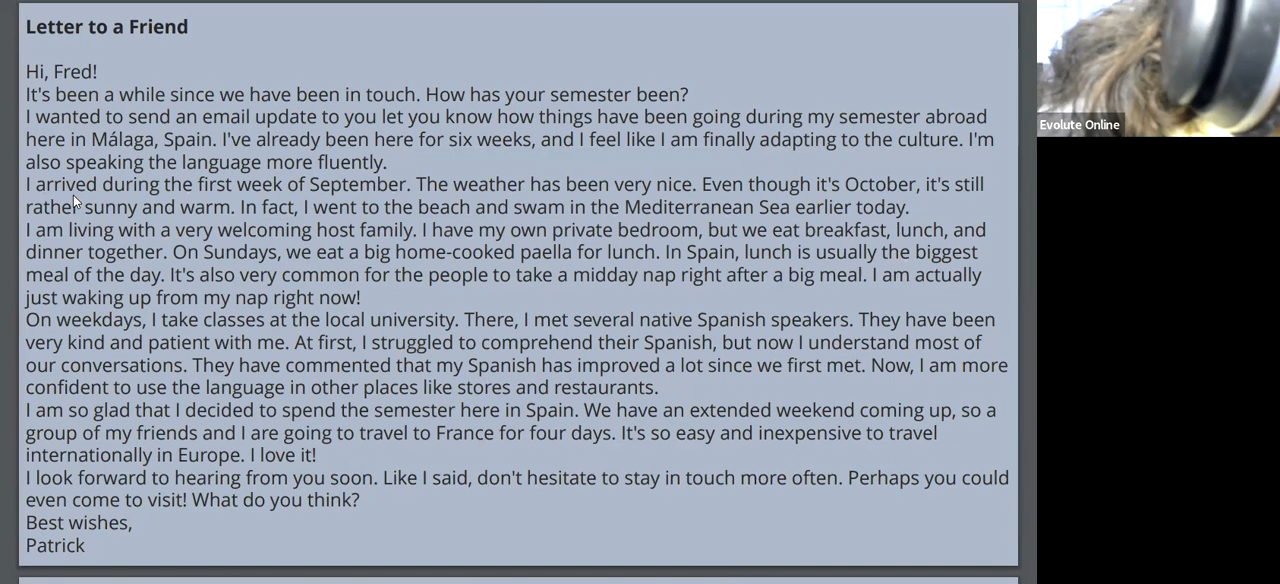 Letter to a Friend
Hi, Fred!
It's been a while since we have been in touch. How has your semester been?
I wanted to send an email update to you let you know how things have been going during my semester abroad
here in Málaga, Spain. I've already been here for six weeks, and I feel like I am finally adapting to the culture. I'm
also speaking the language more fluently.
I arrived during the first week of September. The weather has been very nice. Even though it's October, it's still
rather sunny and warm. In fact, I went to the beach and swam in the Mediterranean Sea earlier today.
I am living with a very welcoming host family. I have my own private bedroom, but we eat breakfast, lunch, and
dinner together. On Sundays, we eat a big home-cooked paella for lunch. In Spain, lunch is usually the biggest
meal of the day. It's also very common for the people to take a midday nap right after a big meal. I am actually
just waking up from my nap right now!
On weekdays, I take classes at the local university. There, I met several native Spanish speakers. They have been
very kind and patient with me. At first, I struggled to comprehend their Spanish, but now I understand most of
our conversations. They have commented that my Spanish has improved a lot since we first met. Now, I am more
confident to use the language in other places like stores and restaurants.
I am so glad that I decided to spend the semester here in Spain. We have an extended weekend coming up, so a
group of my friends and I are going to travel to France for four days. It's so easy and inexpensive to travel
internationally in Europe. I love it!
I look forward to hearing from you soon. Like I said, don't hesitate to stay in touch more often. Perhaps you could
even come to visit! What do you think?
Best wishes,
Patrick
Evolute Online